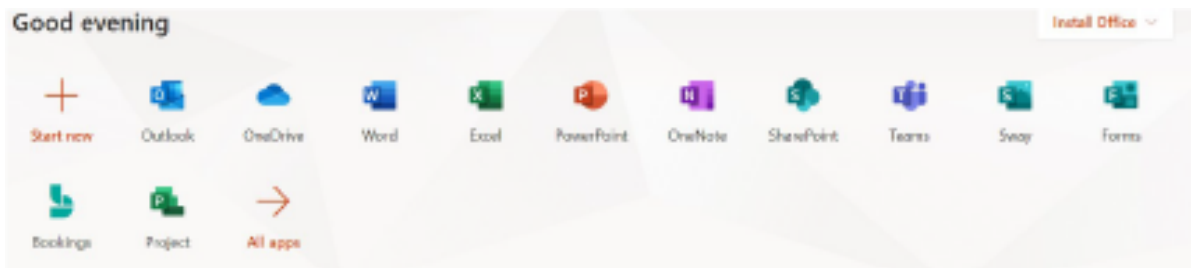 Good evening
Install Office
Start new Outlook OneDrive Word Excel PowerPoint OneNote SharePoint Teams Sway Forms
Bookings Project All apps